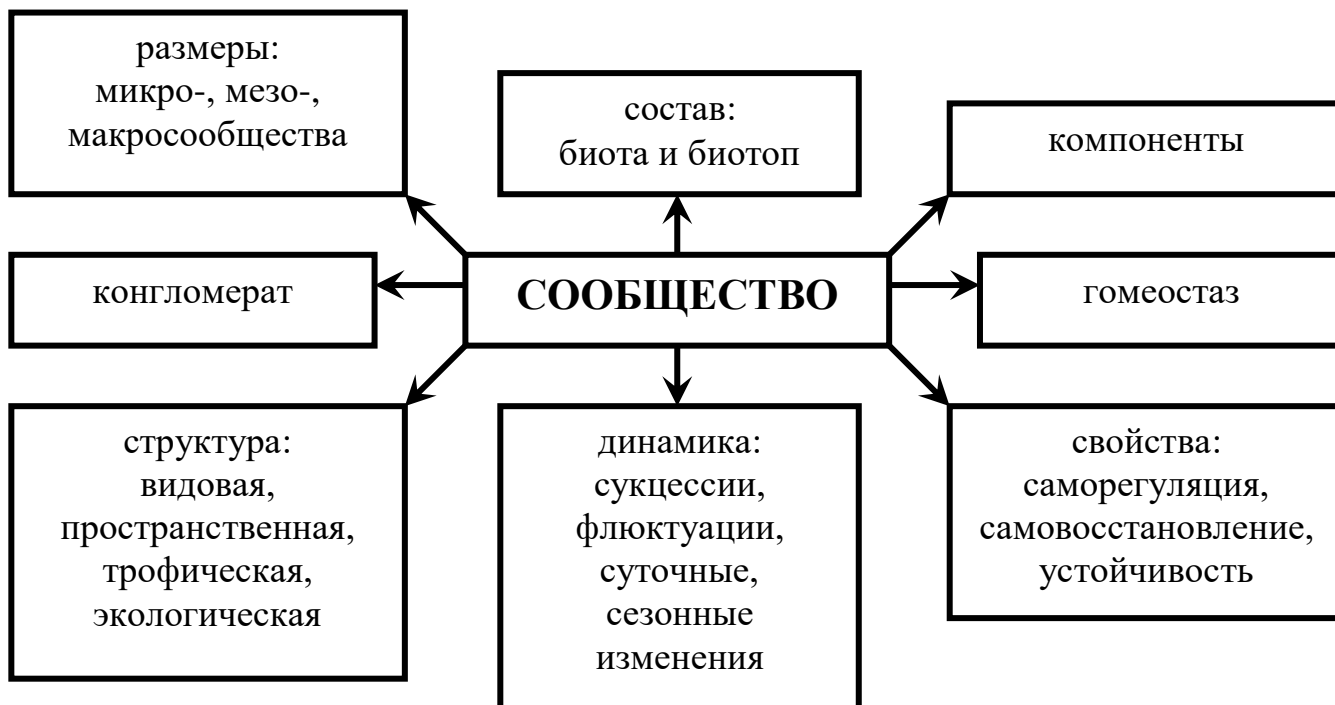 размеры:
микро-, мезо-,
макросообщества
состав:
биота и биотоп
компоненты
конгломерат
СООБЩЕСТВО
гомеостаз
структура:
видовая,
пространственная,
трофическая,
экологическая
динамика:
сукцессии,
флюктуации,
суточные,
сезонные
изменения
свойства:
саморегуляция,
самовосстановление,
устойчивость